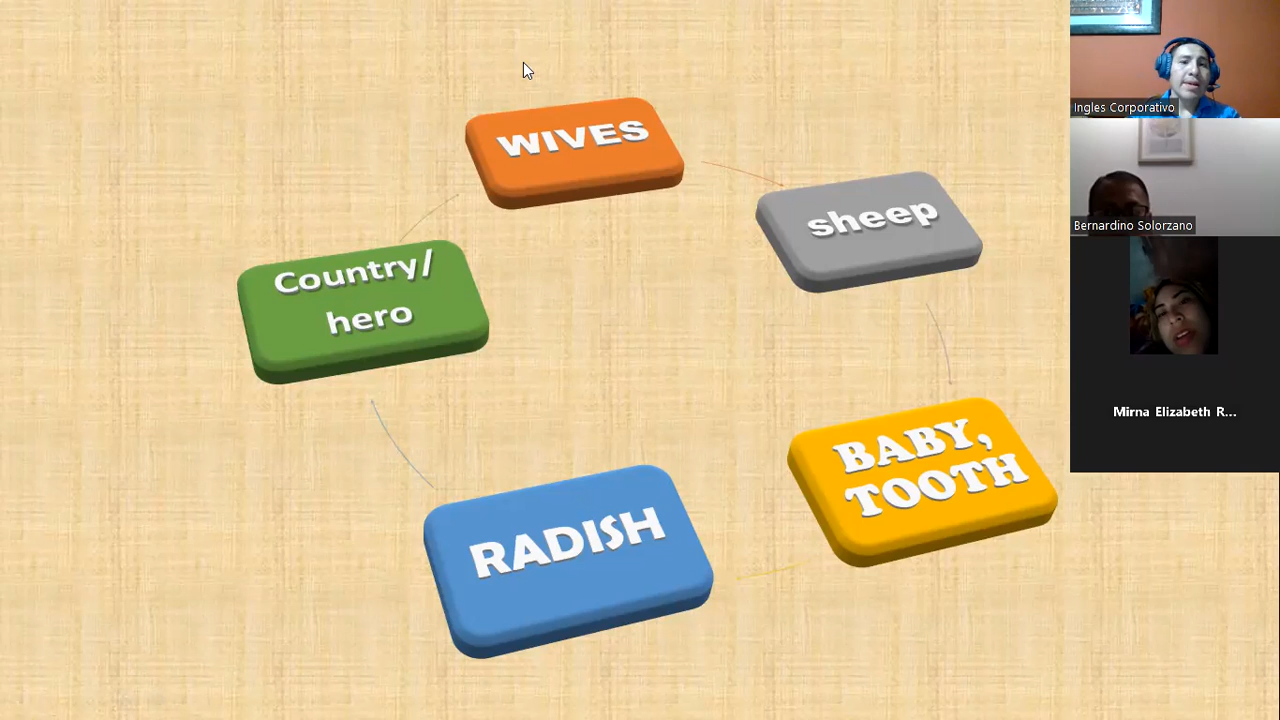 WIVES
sheep
BABY,
TOOTH
RADISH
Country/
hero
Ingles Corporativo
Bernardino Solorzano
Mirna Elizabeth R...